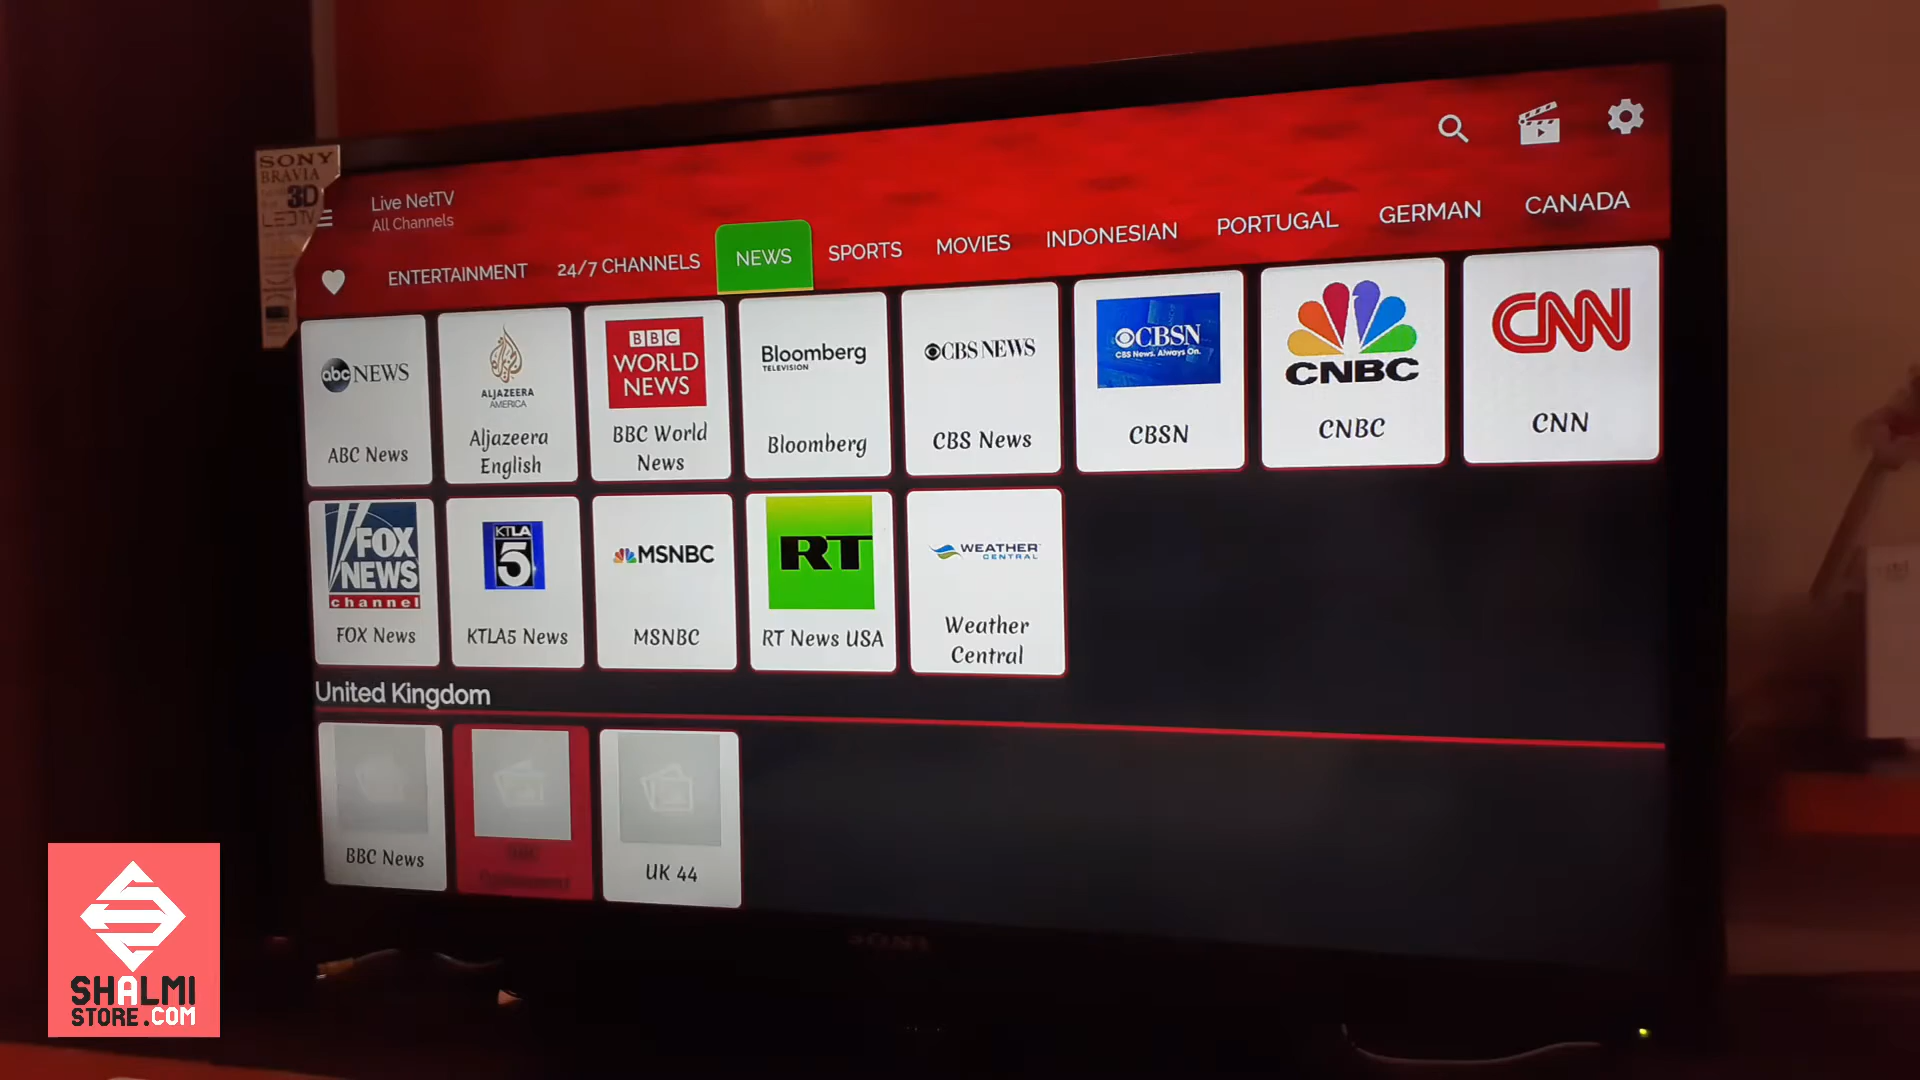 SONY
BRAVIA
3D
LED TV
Live NetTV
All Channels
ENTERTAINMENT
24/7 CHANNELS
NEWS
SPORTS
MOVIES
INDONESIAN
PORTUGAL
GERMAN
CANADA
abc NEWS
ABC News
ALJAZEERA
AMERICA
Aljazeera
English
BBC
WORLD
NEWS
BBC World
News
Bloomberg
TELEVISION
Bloomberg
CBS NEWS
CBS News
CBSN
CBS News. Always On.
CBSN
CNBC
CNBC
CNN
CNN
FOX
NEWS
channel
FOX News
KTLA
5
KTLA5 News
MSNBC
MSNBC
RT
RT News USA
WEATHER
CENTRAL
Weather
Central
United Kingdom
BBC News
UK 44
SONY
SHALMI
STORE.COM